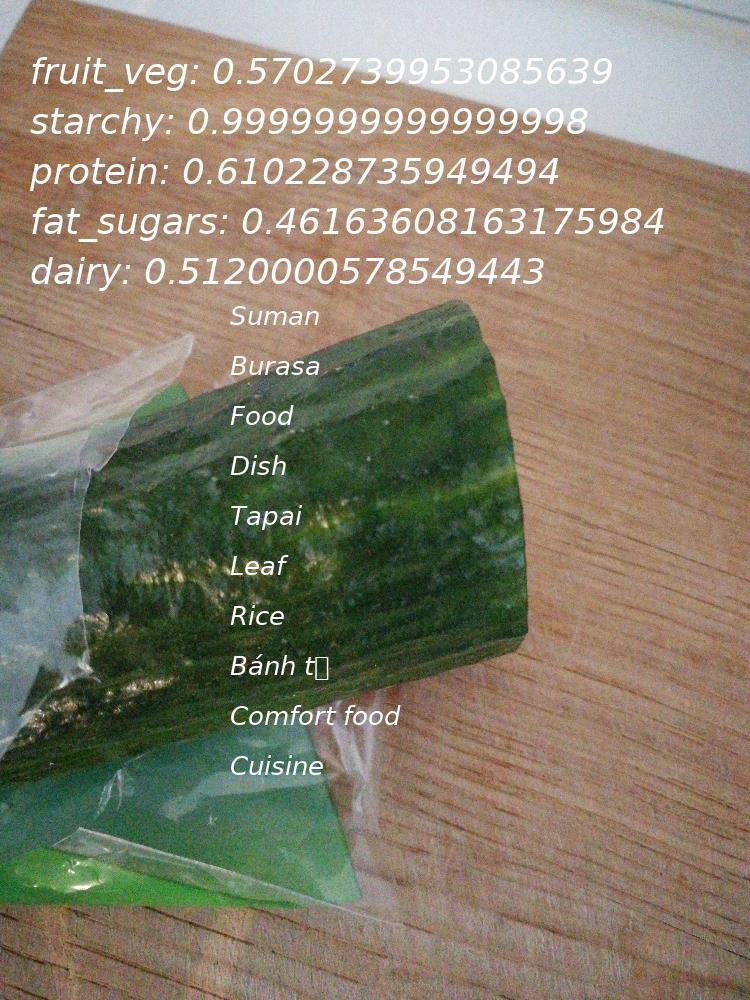 fruit_veg: 0.5702739953085639
starchy: 0.9999999999999998
protein: 0.610228735949494
fat_sugars: 0.46163608163175984
dairy: 0.5120000578549443
Suman
Burasa
Food
Dish
Tapai
Leaf
Rice
Bánh t▯
Comfort food
Cuisine